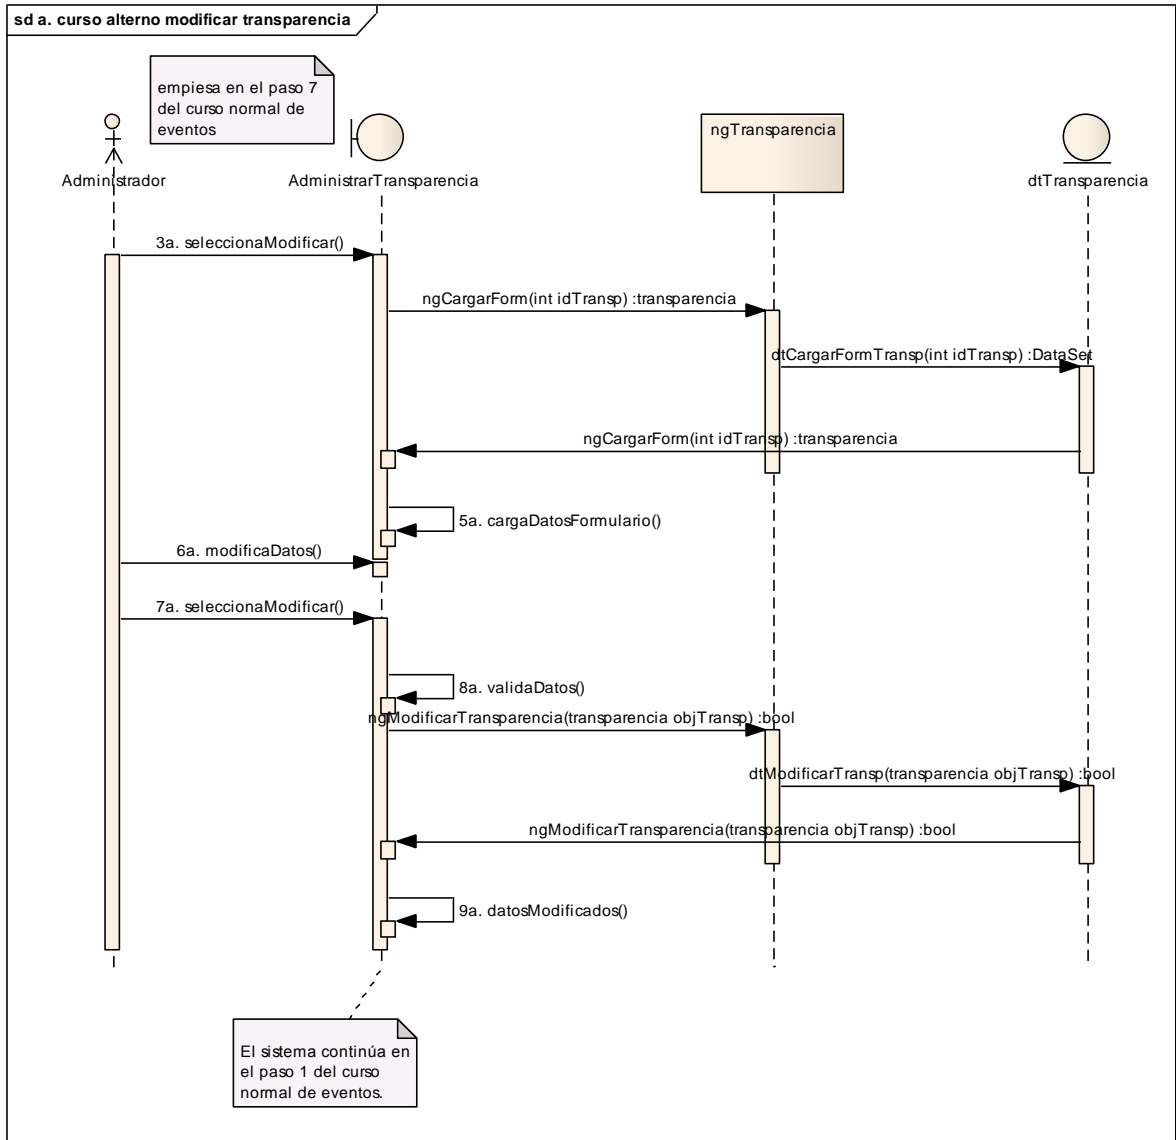 sd a. curso alterno modificar transparencia
empiesa en el paso 7
del curso normal de
eventos
Administrador
AdministrarTransparencia
ngTransparencia
dtTransparencia
3a. seleccionaModificar()
ngCargarForm(int idTransp) :transparencia
dtCargarFormTransp(int idTransp) :DataSet
ngCargarForm(int idTransp) :transparencia
5a. cargaDatosFormulario()
6a. modificaDatos()
7a. seleccionaModificar()
8a. validaDatos()
ngModificarTransparencia(transparencia objTransp) :bool
dtModificarTransp(transparencia objTransp) :bool
ngModificarTransparencia(transparencia objTransp) :bool
9a. datosModificados()
El sistema continúa en
el paso 1 del curso
normal de eventos.